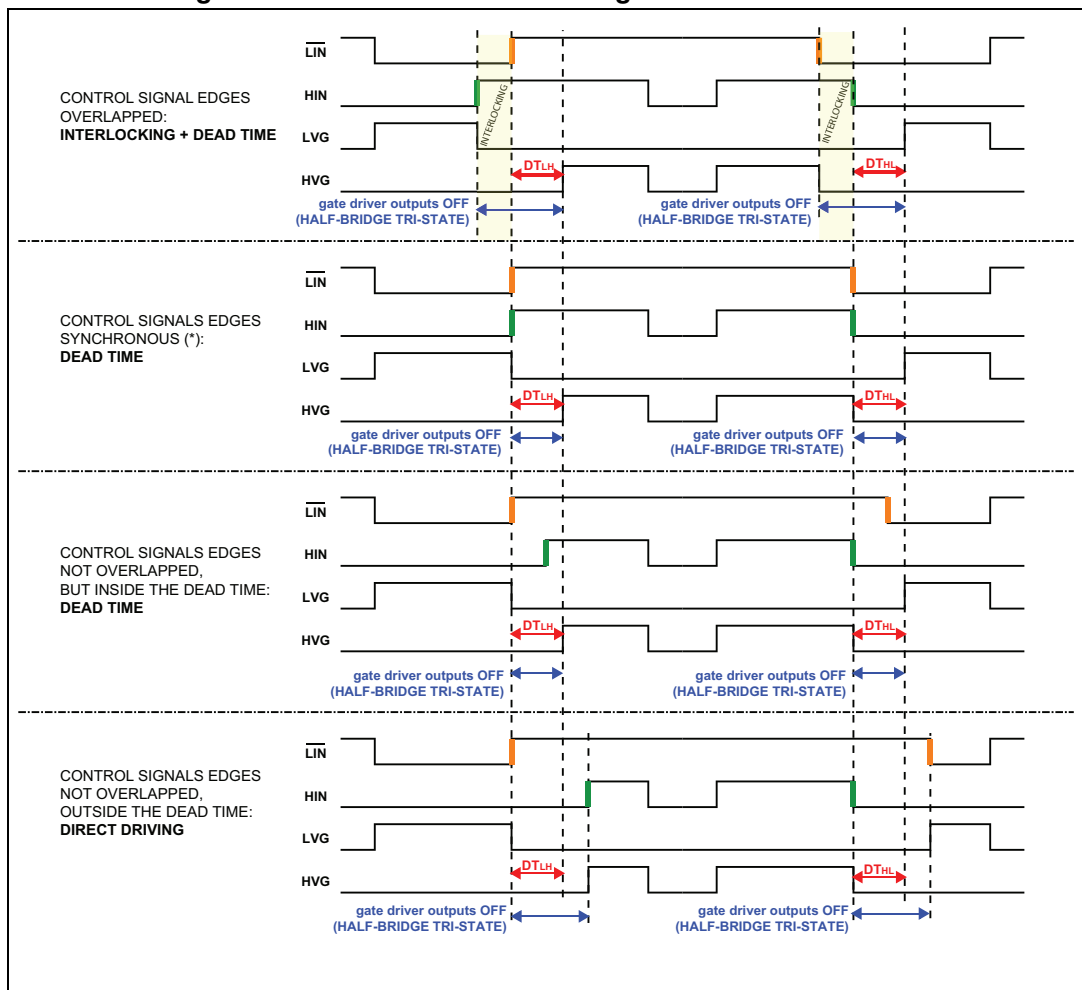 LIN
HIN
LVG
HVG
CONTROL SIGNAL EDGES
OVERLAPPED:
INTERLOCKING + DEAD TIME
INTERLOCKING
INTERLOCKING
DTLH
DTHL
gate driver outputs OFF
(HALF-BRIDGE TRI-STATE)
gate driver outputs OFF
(HALF-BRIDGE TRI-STATE)
LIN
HIN
LVG
HVG
CONTROL SIGNALS EDGES
SYNCHRONOUS (*):
DEAD TIME
DTLH
DTHL
gate driver outputs OFF
(HALF-BRIDGE TRI-STATE)
gate driver outputs OFF
(HALF-BRIDGE TRI-STATE)
LIN
HIN
LVG
HVG
CONTROL SIGNALS EDGES
NOT OVERLAPPED,
BUT INSIDE THE DEAD TIME:
DEAD TIME
DTLH
DTHL
gate driver outputs OFF
(HALF-BRIDGE TRI-STATE)
gate driver outputs OFF
(HALF-BRIDGE TRI-STATE)
LIN
HIN
LVG
HVG
CONTROL SIGNALS EDGES
NOT OVERLAPPED,
OUTSIDE THE DEAD TIME:
DIRECT DRIVING
DTLH
DTHL
gate driver outputs OFF
(HALF-BRIDGE TRI-STATE)
gate driver outputs OFF
(HALF-BRIDGE TRI-STATE)